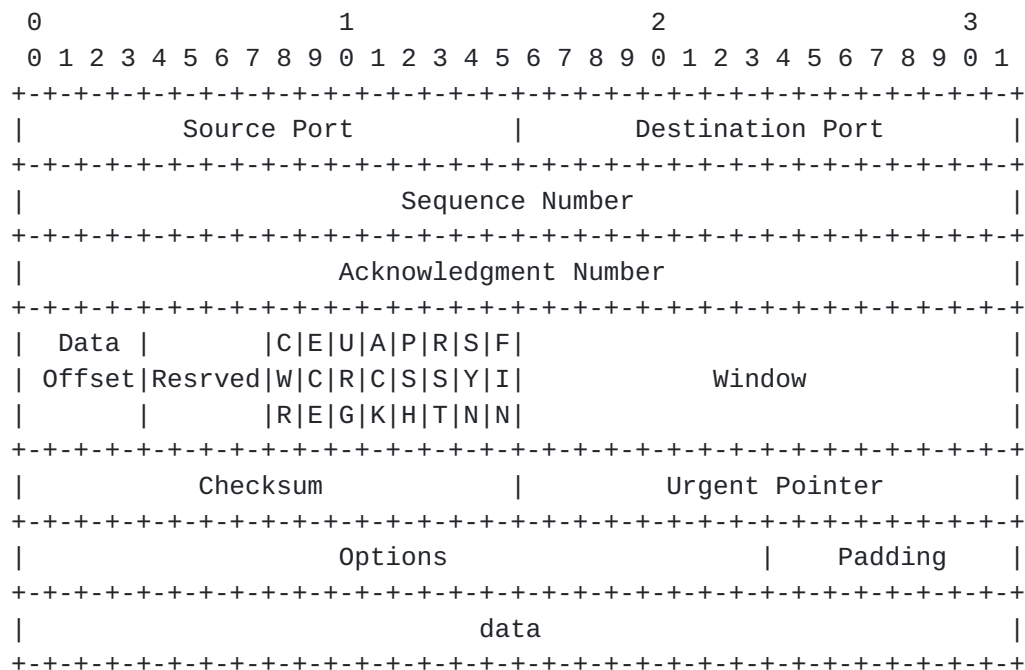 0                   1                   2                   3
 0 1 2 3 4 5 6 7 8 9 0 1 2 3 4 5 6 7 8 9 0 1 2 3 4 5 6 7 8 9 0 1
+-+-+-+-+-+-+-+-+-+-+-+-+-+-+-+-+-+-+-+-+-+-+-+-+-+-+-+-+-+-+-+-+
|          Source Port          |       Destination Port        |
+-+-+-+-+-+-+-+-+-+-+-+-+-+-+-+-+-+-+-+-+-+-+-+-+-+-+-+-+-+-+-+-+
|                        Sequence Number                        |
+-+-+-+-+-+-+-+-+-+-+-+-+-+-+-+-+-+-+-+-+-+-+-+-+-+-+-+-+-+-+-+-+
|                    Acknowledgment Number                      |
+-+-+-+-+-+-+-+-+-+-+-+-+-+-+-+-+-+-+-+-+-+-+-+-+-+-+-+-+-+-+-+-+
|  Data |       |C|E|U|A|P|R|S|F|                               |
| Offset|Resrved|W|C|R|C|S|S|Y|I|            Window             |
|       |       |R|E|G|K|H|T|N|N|                               |
+-+-+-+-+-+-+-+-+-+-+-+-+-+-+-+-+-+-+-+-+-+-+-+-+-+-+-+-+-+-+-+-+
|           Checksum            |         Urgent Pointer        |
+-+-+-+-+-+-+-+-+-+-+-+-+-+-+-+-+-+-+-+-+-+-+-+-+-+-+-+-+-+-+-+-+
|                    Options                    |    Padding    |
+-+-+-+-+-+-+-+-+-+-+-+-+-+-+-+-+-+-+-+-+-+-+-+-+-+-+-+-+-+-+-+-+
|                             data                              |
+-+-+-+-+-+-+-+-+-+-+-+-+-+-+-+-+-+-+-+-+-+-+-+-+-+-+-+-+-+-+-+-+